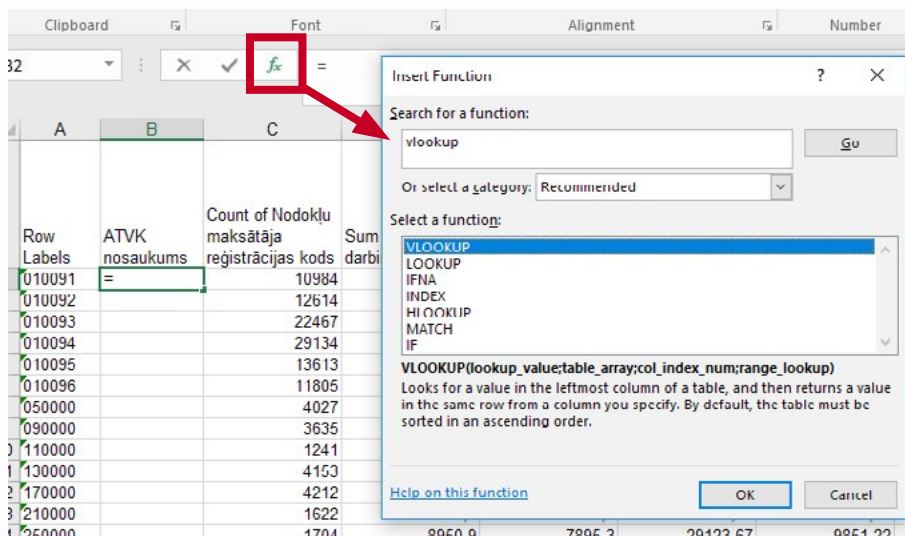 Clipboard Font Alignment Number
32 fx =
A B C
Row Labels
ATVK nosaukums
Count of Nodokļu maksātāja reģistrācijas kods
Sum
darbi
010091 = 10984
010092 12614
010093 22467
010094 29134
010095 13613
010096 11805
050000 4027
090000 3635
110000 1241
130000 4153
170000 4212
210000 1622
250000 1704 8950,9 7895,3 29123,67 9851,22
Insert Function ?
Search for a function:
vlookup Go
Or select a category: Recommended
Select a function:
VLOOKUP
LOOKUP
IFNA
INDEX
HLOOKUP
MATCH
IF
VLOOKUP(lookup_value;table_array;col_index_num;range_lookup)
Looks for a value in the leftmost column of a table, and then returns a value
in the same row from a column you specify. By default, the table must be
sorted in an ascending order.
Help on this function OK Cancel